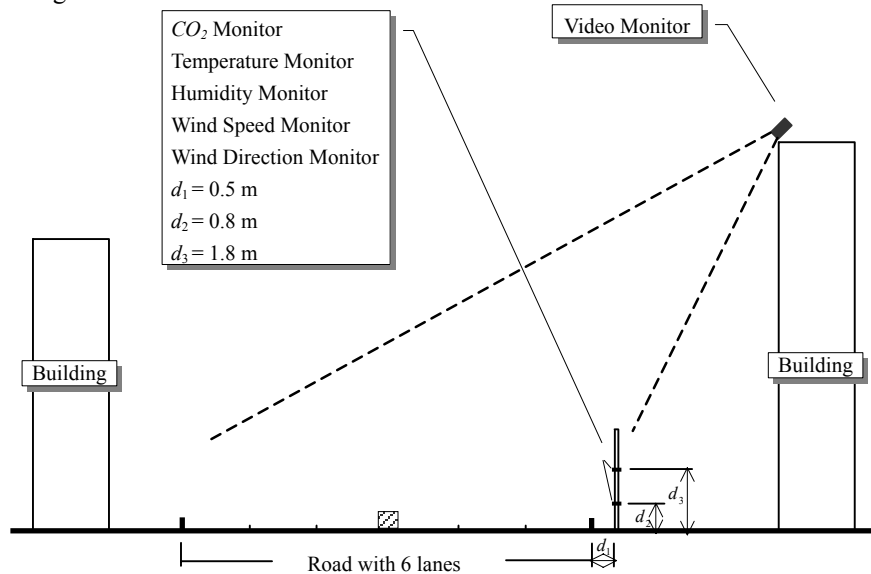 CO₂ Monitor
Temperature Monitor
Humidity Monitor
Wind Speed Monitor
Wind Direction Monitor
d₁ = 0.5 m
d₂ = 0.8 m
d₃ = 1.8 m
Video Monitor
Building
Building
d₃
d₂
d₁
Road with 6 lanes